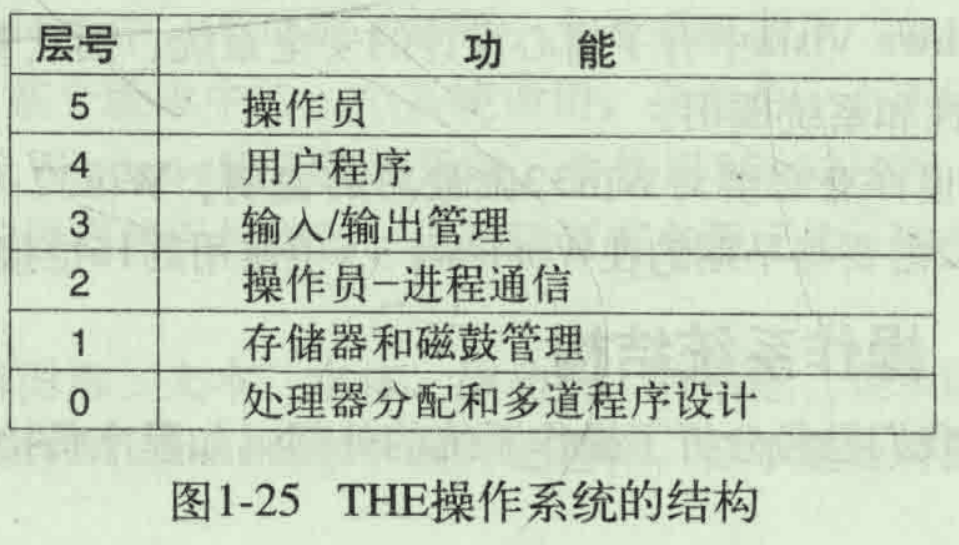 层号 功 能
5 操作员
4 用户程序
3 输入/输出管理
2 操作员-进程通信
1 存储器和磁鼓管理
0 处理器分配和多道程序设计
图1-25 THE操作系统的结构